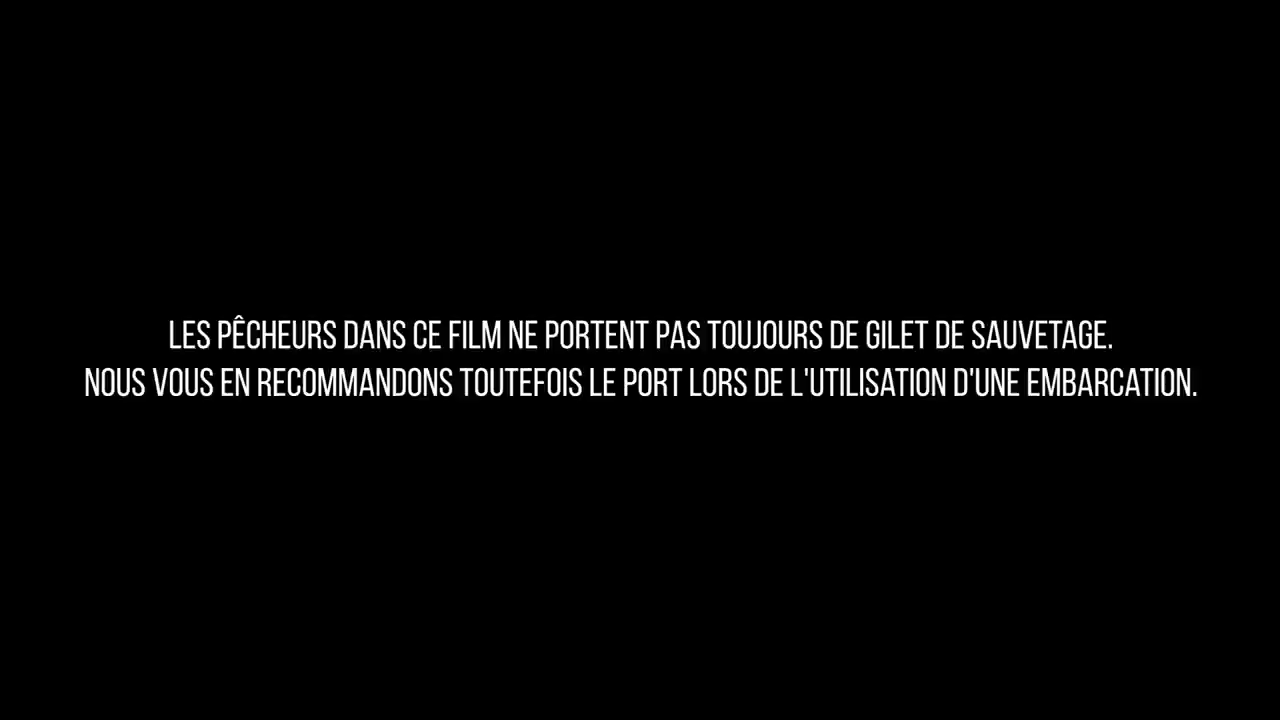 LES PÊCHEURS DANS CE FILM NE PORTENT PAS TOUJOURS DE GILET DE SAUVETAGE.
NOUS VOUS EN RECOMMANDONS TOUTEFOIS LE PORT LORS DE L'UTILISATION D'UNE EMBARCATION.